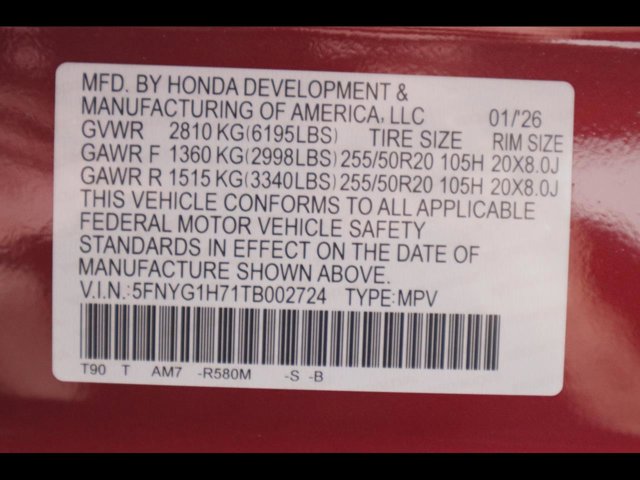 MFD. BY HONDA DEVELOPMENT &
MANUFACTURING OF AMERICA, LLC 01/'26
GVWR 2810 KG(6195LBS) TIRE SIZE RIM SIZE
GAWR F 1360 KG(2998LBS) 255/50R20 105H 20X8.0J
GAWR R 1515 KG(3340LBS) 255/50R20 105H 20X8.0J
THIS VEHICLE CONFORMS TO ALL APPLICABLE
FEDERAL MOTOR VEHICLE SAFETY
STANDARDS IN EFFECT ON THE DATE OF
MANUFACTURE SHOWN ABOVE.
V.I.N.:5FNYG1H71TB002724 TYPE:MPV
T90 T AM7 -R580M -S -B